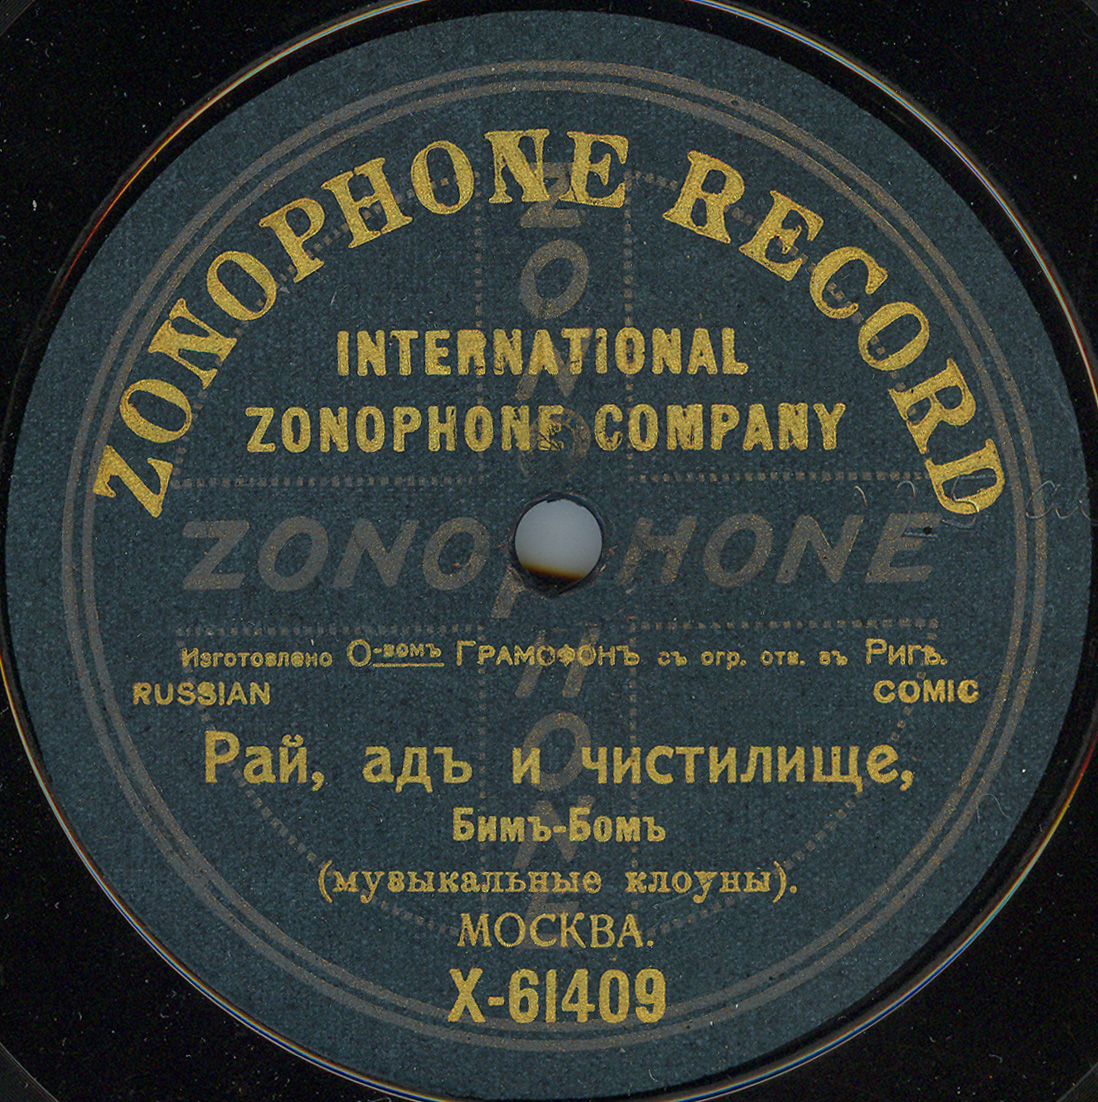 ZONOPHONE RECORD
INTERNATIONAL
ZONOPHONE COMPANY
ZONOPHONE
ZONOPHONE
Изготовлено О-вомъ Грамофонъ съ огр. отв. въ Ригѣ.
RUSSIAN COMIC
Рай, адъ и чистилище,
Бимъ-Бомъ
(музыкальные клоуны).
МОСКВА.
X-61409